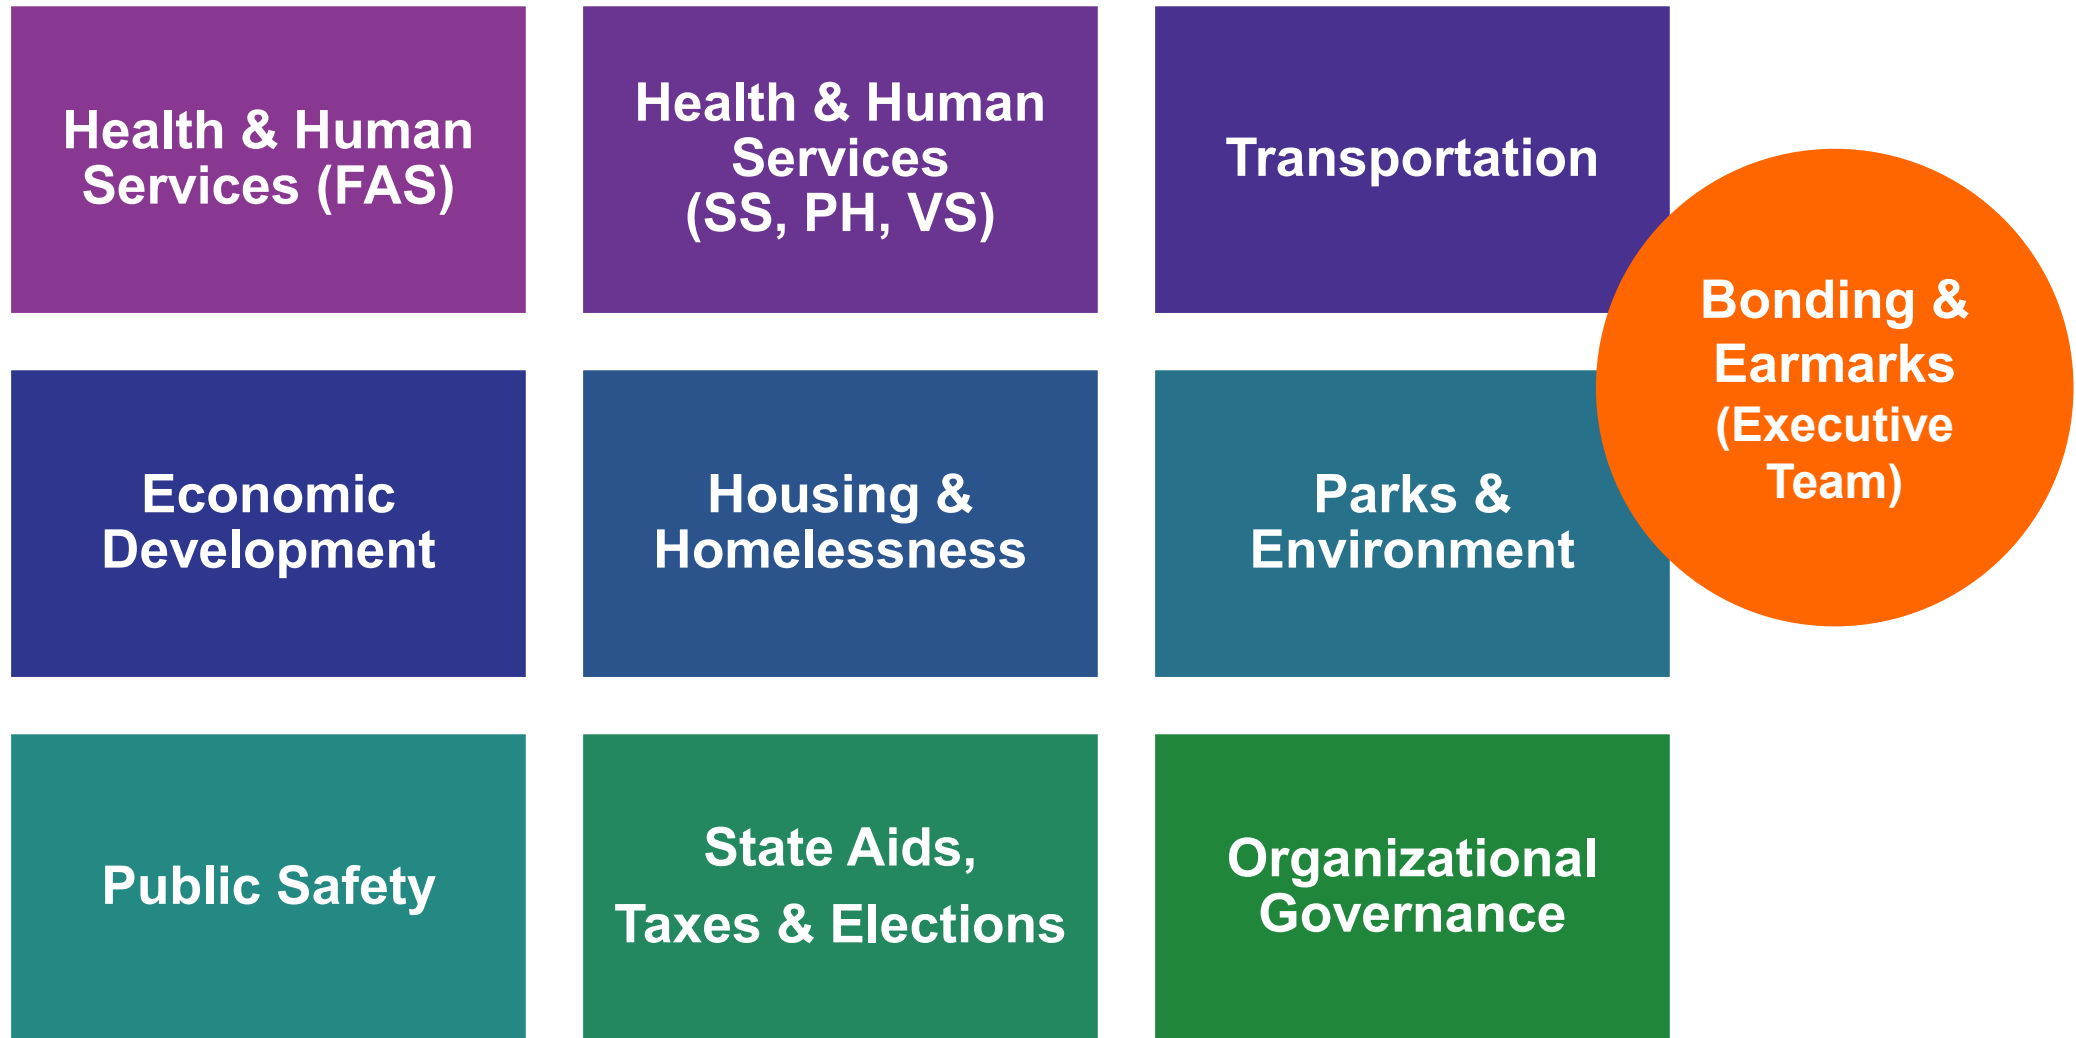 Health & Human
Services (FAS)
Health & Human
Services
(SS, PH, VS)
Transportation
Bonding &
Earmarks
(Executive
Team)
Economic
Development
Housing &
Homelessness
Parks &
Environment
Public Safety
State Aids,
Taxes & Elections
Organizational
Governance